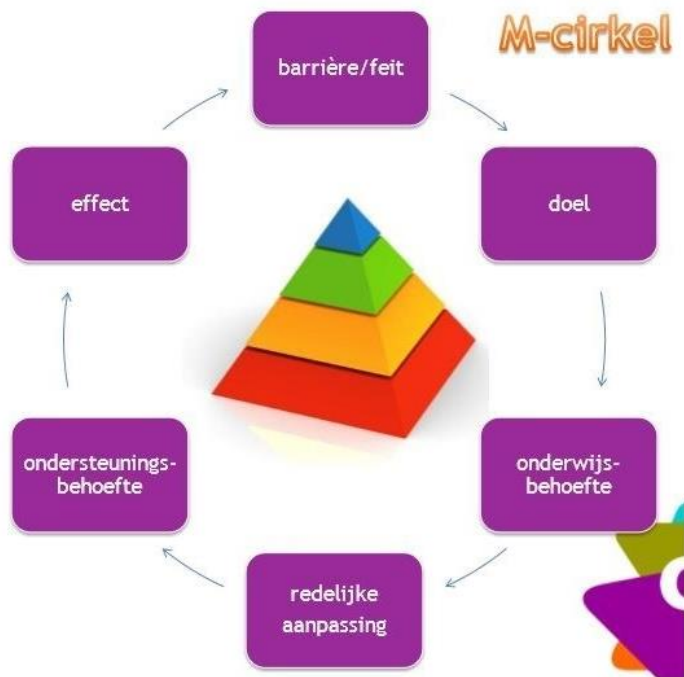 M-cirkel
barrière/feit
doel
onderwijs-
behoefte
redelijke
aanpassing
ondersteunings-
behoefte
effect